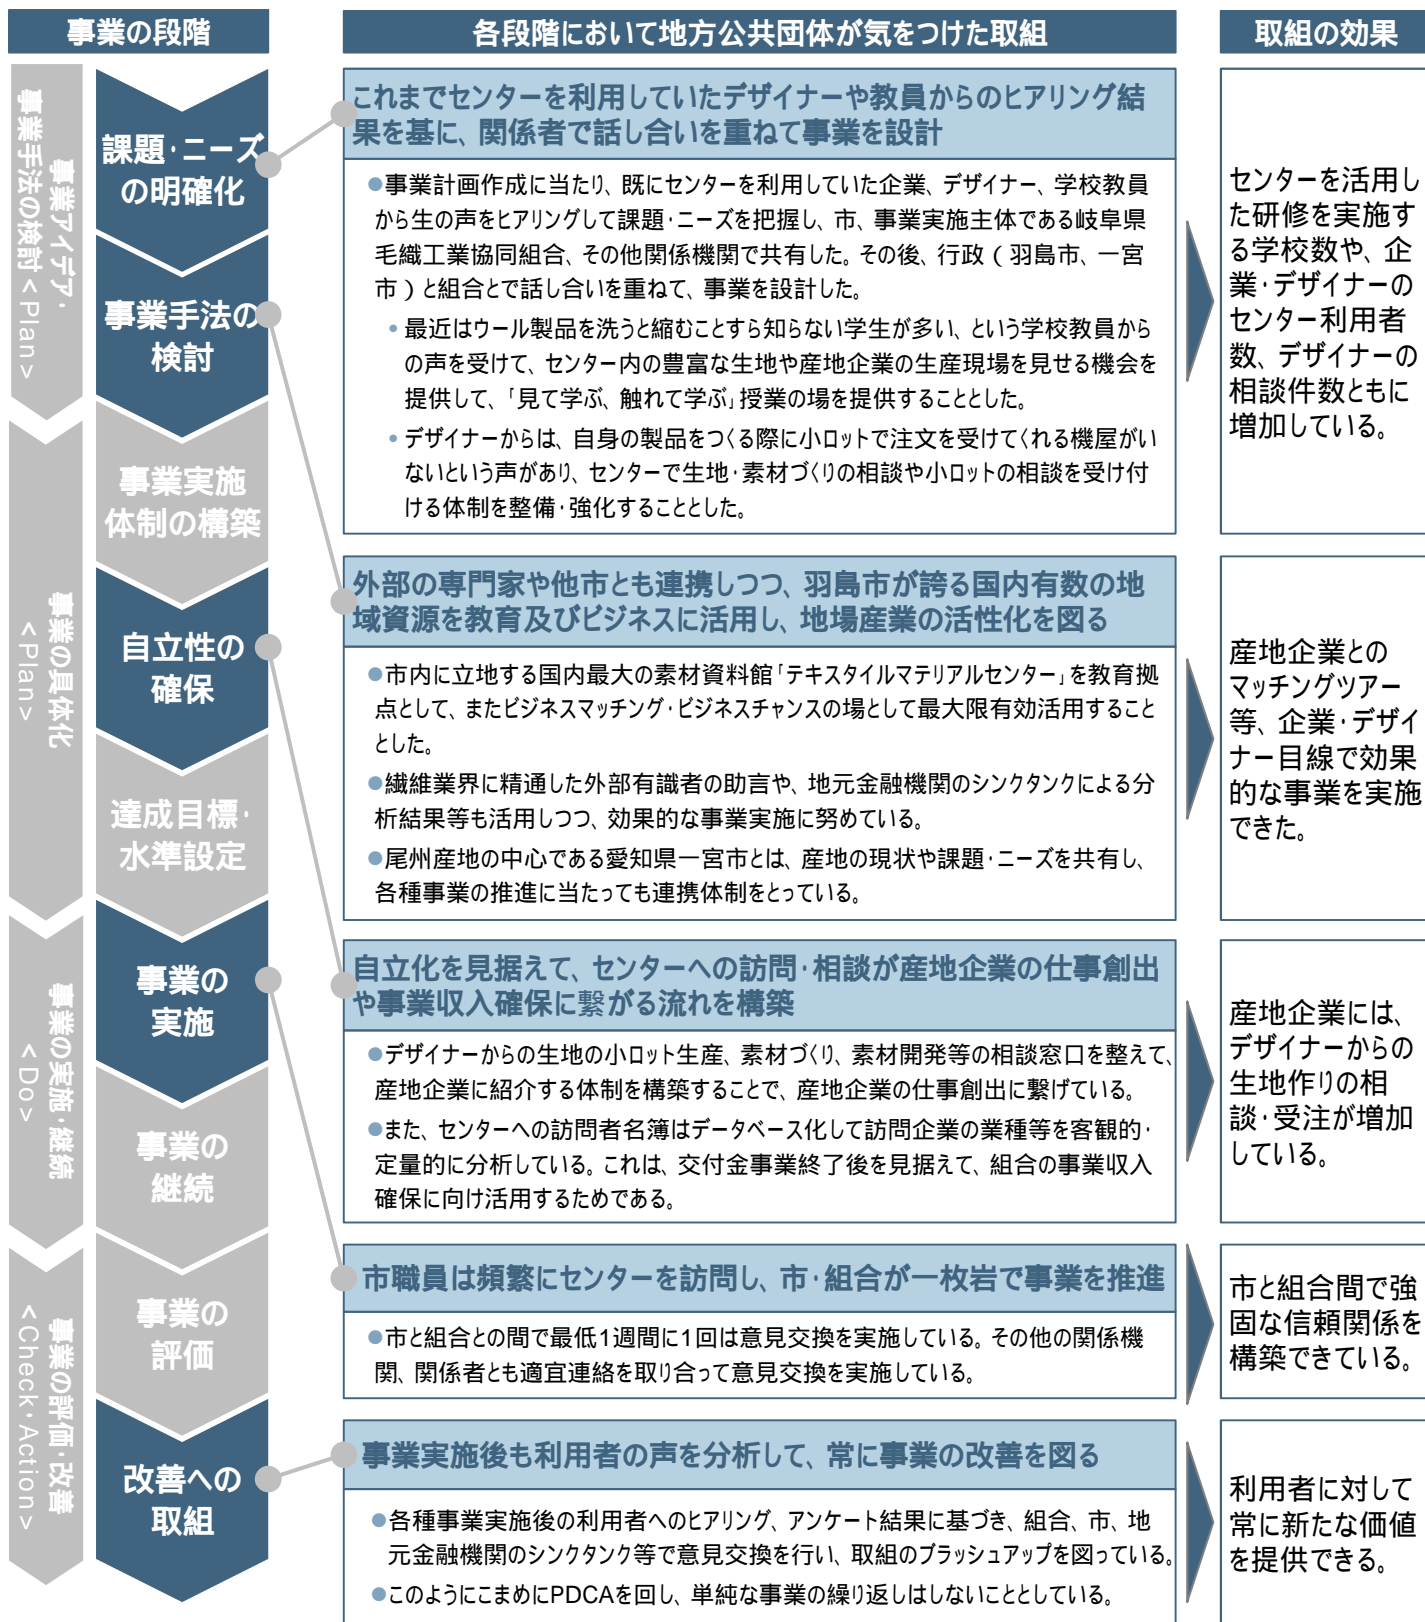 事業の段階
各段階において地方公共団体が気をつけた取組
取組の効果
事業アイデア・
事業手法の検討＜Plan＞
事業の具体化
＜Plan＞
事業の実施・継続
＜Do＞
事業の評価・改善
＜Check・Action＞
課題・ニーズ
の明確化
事業手法の
検討
事業実施
体制の構築
自立性の
確保
達成目標・
水準設定
事業の
実施
事業の
継続
事業の
評価
改善への
取組
これまでセンターを利用していたデザイナーや教員からのヒアリング結
果を基に、関係者で話し合いを重ねて事業を設計
●事業計画作成に当たり、既にセンターを利用していた企業、デザイナー、学校教員
から生の声をヒアリングして課題・ニーズを把握し、市、事業実施主体である岐阜県
毛織工業協同組合、その他関係機関で共有した。その後、行政（羽島市、一宮
市）と組合とで話し合いを重ねて、事業を設計した。
• 最近はウール製品を洗うと縮むことすら知らない学生が多い、という学校教員から
の声を受けて、センター内の豊富な生地や産地企業の生産現場を見せる機会を
提供して、「見て学ぶ、触れて学ぶ」授業の場を提供することとした。
• デザイナーからは、自身の製品をつくる際に小ロットで注文を受けてくれる機屋がい
ないという声があり、センターで生地・素材づくりの相談や小ロットの相談を受け付
ける体制を整備・強化することとした。
センターを活用し
た研修を実施す
る学校数や、企
業・デザイナーの
センター利用者
数、デザイナーの
相談件数ともに
増加している。
外部の専門家や他市とも連携しつつ、羽島市が誇る国内有数の地
域資源を教育及びビジネスに活用し、地場産業の活性化を図る
●市内に立地する国内最大の素材資料館「テキスタイルマテリアルセンター」を教育拠
点として、またビジネスマッチング・ビジネスチャンスの場として最大限有効活用すること
とした。
●繊維業界に精通した外部有識者の助言や、地元金融機関のシンクタンクによる分
析結果等も活用しつつ、効果的な事業実施に努めている。
●尾州産地の中心である愛知県一宮市とは、産地の現状や課題・ニーズを共有し、
各種事業の推進に当たっても連携体制をとっている。
産地企業との
マッチングツアー
等、企業・デザイ
ナー目線で効果
的な事業を実施
できた。
自立化を見据えて、センターへの訪問・相談が産地企業の仕事創出
や事業収入確保に繋がる流れを構築
●デザイナーからの生地の小ロット生産、素材づくり、素材開発等の相談窓口を整えて、
産地企業に紹介する体制を構築することで、産地企業の仕事創出に繋げている。
●また、センターへの訪問者名簿はデータベース化して訪問企業の業種等を客観的・
定量的に分析している。これは、交付金事業終了後を見据えて、組合の事業収入
確保に向け活用するためである。
産地企業には、
デザイナーからの
生地作りの相
談・受注が増加
している。
市職員は頻繁にセンターを訪問し、市・組合が一枚岩で事業を推進
●市と組合との間で最低1週間に1回は意見交換を実施している。その他の関係機
関、関係者とも適宜連絡を取り合って意見交換を実施している。
市と組合間で強
固な信頼関係を
構築できている。
事業実施後も利用者の声を分析して、常に事業の改善を図る
●各種事業実施後の利用者へのヒアリング、アンケート結果に基づき、組合、市、地
元金融機関のシンクタンク等で意見交換を行い、取組のブラッシュアップを図っている。
●このようにこまめにPDCAを回し、単純な事業の繰り返しはしないこととしている。
利用者に対して
常に新たな価値
を提供できる。